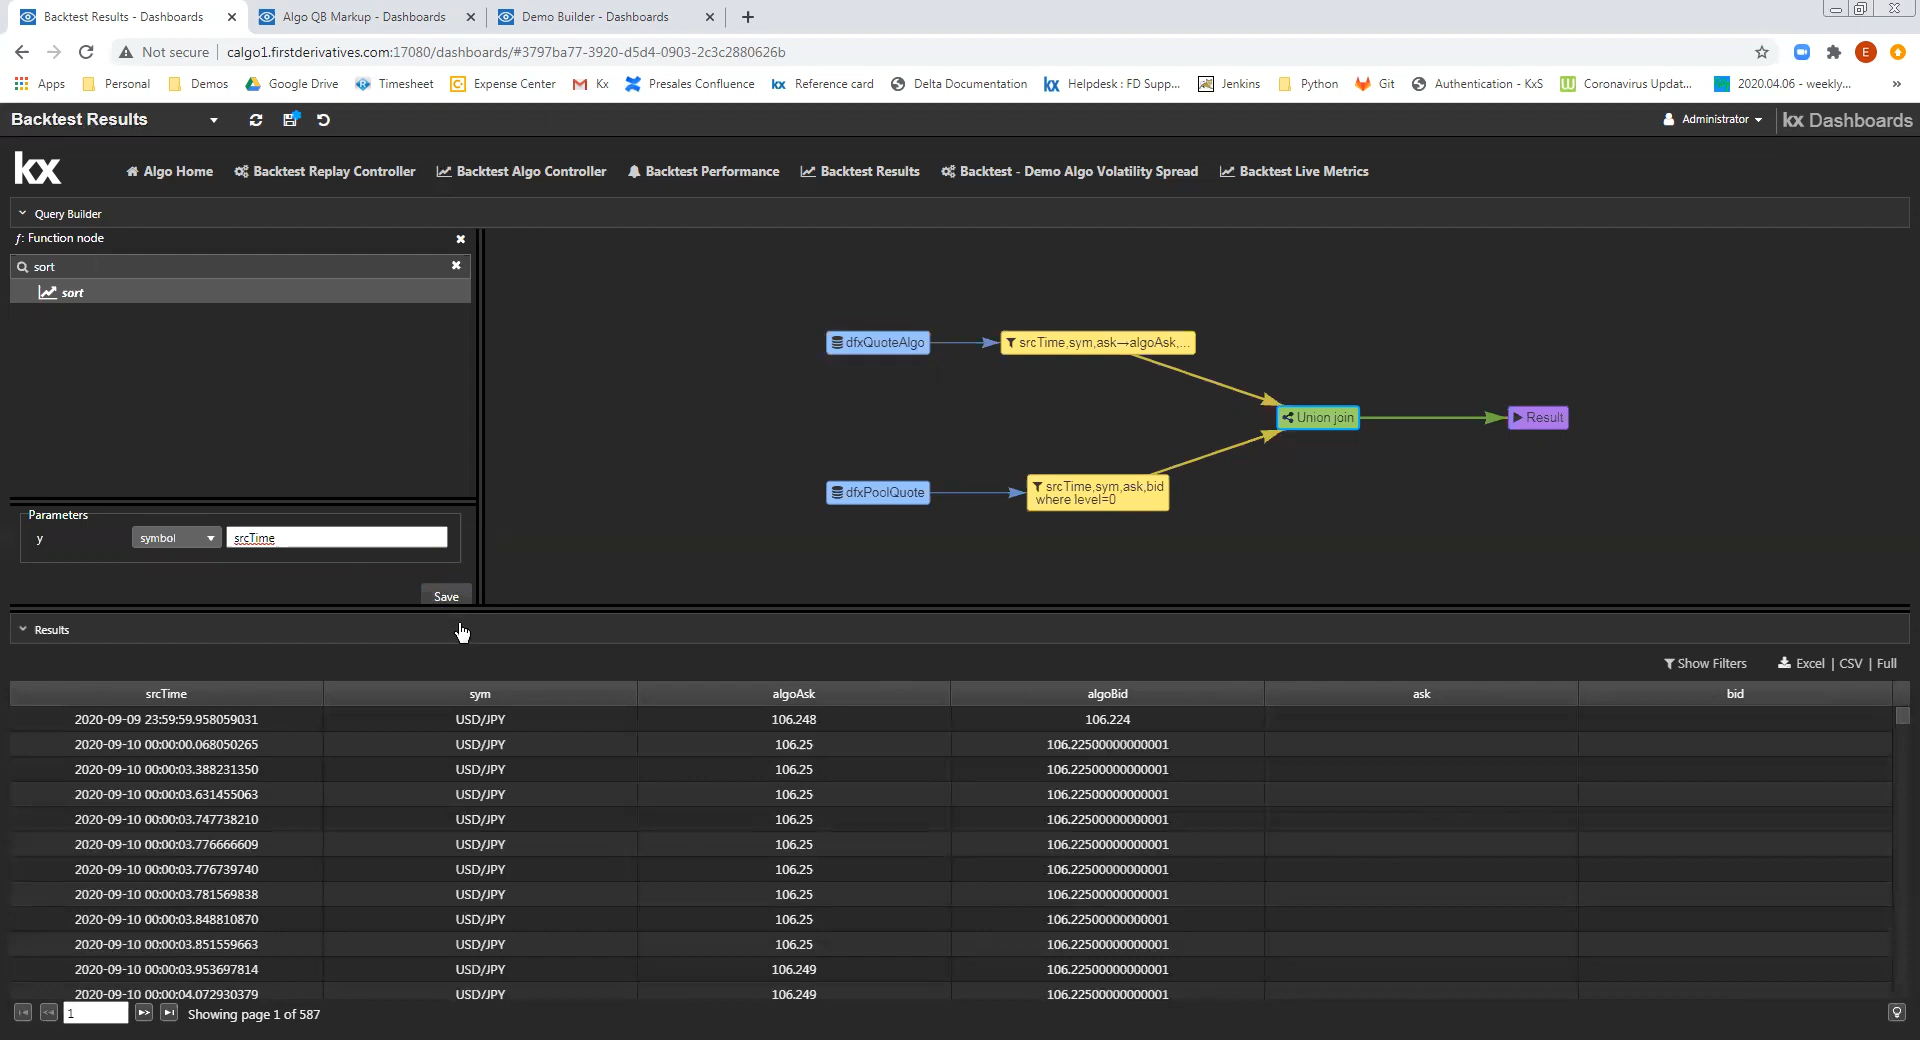 Backtest Results - Dashboards
Algo QB Markup - Dashboards
Demo Builder - Dashboards
Not secure
calgo1.firstderivatives.com:17080/dashboards/#3797ba77-3920-d5d4-0903-2c3c2880626b
E
Apps Personal Demos Google Drive Timesheet Expense Center Kx Presales Confluence kx Reference card Delta Documentation kx Helpdesk : FD Supp... Jenkins Python Git Authentication - KxS Coronavirus Updat... 2020.04.06 - weekly...
Backtest Results
Administrator
kx Dashboards
kx
Algo Home
Backtest Replay Controller
Backtest Algo Controller
Backtest Performance
Backtest Results
Backtest - Demo Algo Volatility Spread
Backtest Live Metrics
Query Builder
f: Function node
sort
sort
Parameters
y symbol srcTime
Save
dfxQuoteAlgo
srcTime,sym,ask→algoAsk,...
Union join
Result
dfxPoolQuote
srcTime,sym,ask,bid
where level=0
Results
Show Filters
Excel | CSV | Full
srcTime sym algoAsk algoBid ask bid
2020-09-09 23:59:59.958059031 USD/JPY 106.248 106.224
2020-09-10 00:00:00.068050265 USD/JPY 106.25 106.22500000000001
2020-09-10 00:00:03.388231350 USD/JPY 106.25 106.22500000000001
2020-09-10 00:00:03.631455063 USD/JPY 106.25 106.22500000000001
2020-09-10 00:00:03.747738210 USD/JPY 106.25 106.22500000000001
2020-09-10 00:00:03.776666609 USD/JPY 106.25 106.22500000000001
2020-09-10 00:00:03.776739740 USD/JPY 106.25 106.22500000000001
2020-09-10 00:00:03.781569838 USD/JPY 106.25 106.22500000000001
2020-09-10 00:00:03.848810870 USD/JPY 106.25 106.22500000000001
2020-09-10 00:00:03.851559663 USD/JPY 106.25 106.22500000000001
2020-09-10 00:00:03.953697814 USD/JPY 106.249 106.22500000000001
2020-09-10 00:00:04.072930379 USD/JPY 106.249 106.22500000000001
1
Showing page 1 of 587